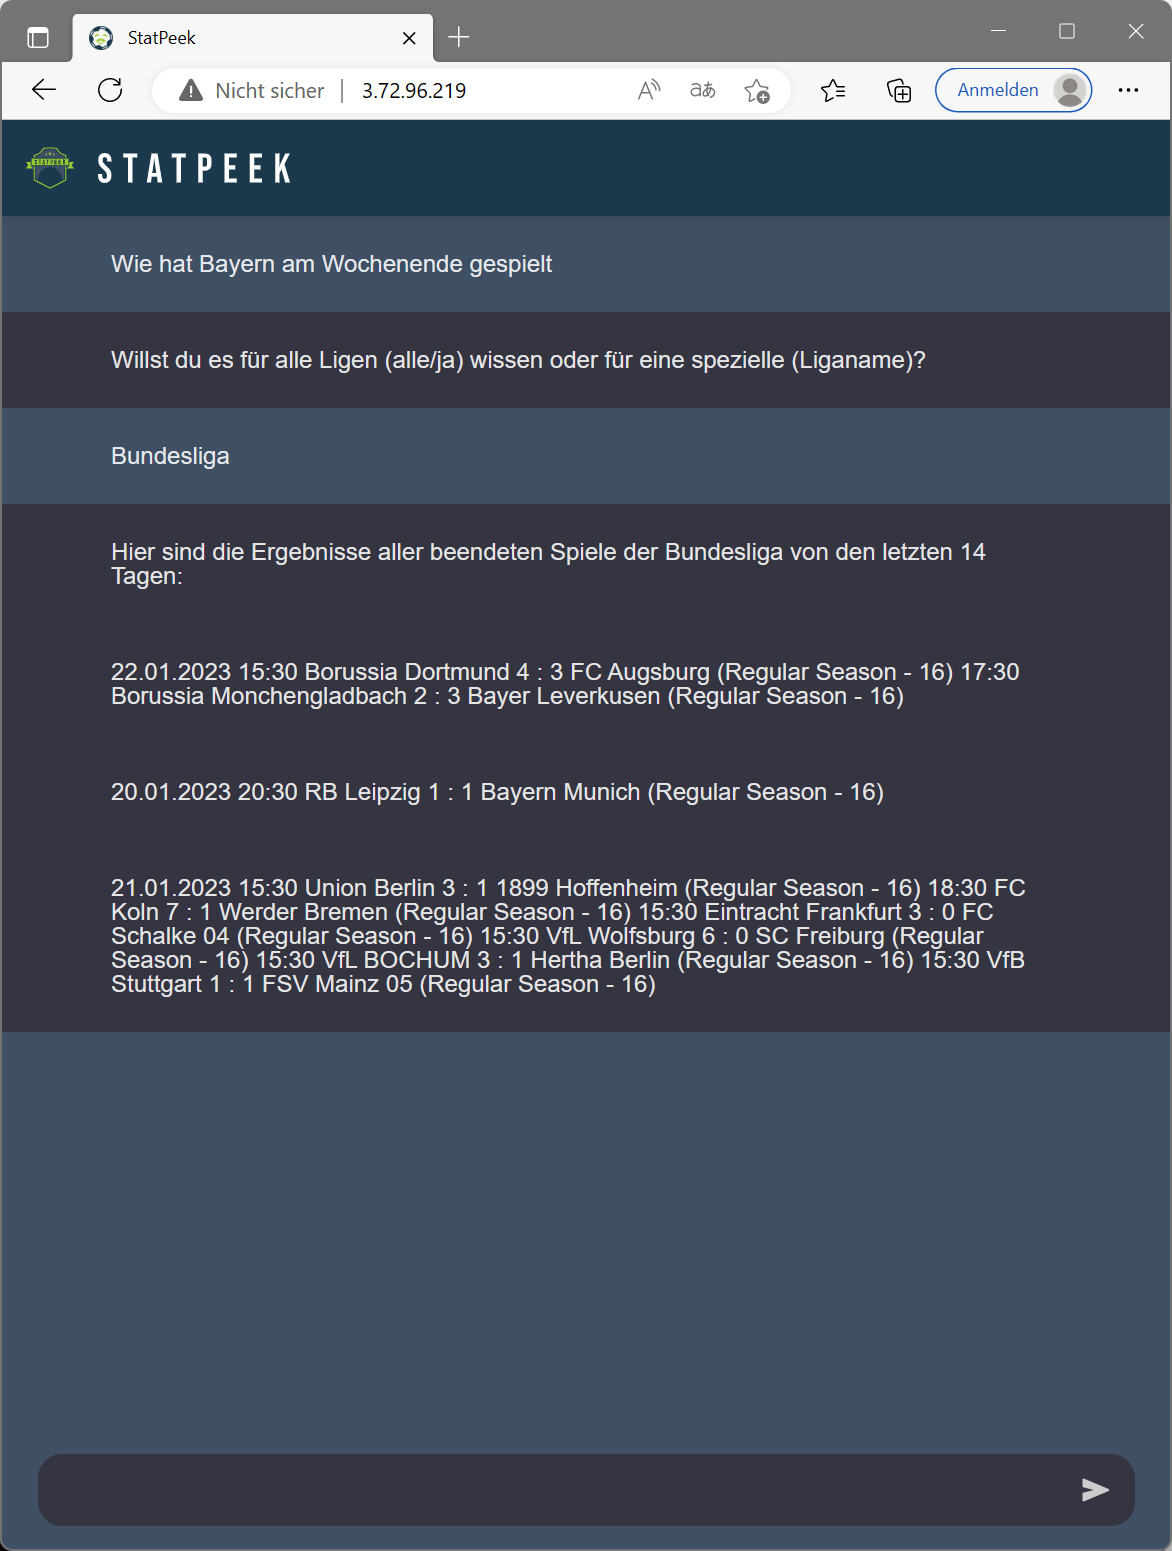 StatPeek
Nicht sicher
3.72.96.219
Anmelden
STATPEEK
STATPEEK
Wie hat Bayern am Wochenende gespielt
Willst du es für alle Ligen (alle/ja) wissen oder für eine spezielle (Liganame)?
Bundesliga
Hier sind die Ergebnisse aller beendeten Spiele der Bundesliga von den letzten 14
Tagen:
22.01.2023 15:30 Borussia Dortmund 4 : 3 FC Augsburg (Regular Season - 16) 17:30
Borussia Monchengladbach 2 : 3 Bayer Leverkusen (Regular Season - 16)
20.01.2023 20:30 RB Leipzig 1 : 1 Bayern Munich (Regular Season - 16)
21.01.2023 15:30 Union Berlin 3 : 1 1899 Hoffenheim (Regular Season - 16) 18:30 FC
Koln 7 : 1 Werder Bremen (Regular Season - 16) 15:30 Eintracht Frankfurt 3 : 0 FC
Schalke 04 (Regular Season - 16) 15:30 VfL Wolfsburg 6 : 0 SC Freiburg (Regular
Season - 16) 15:30 VfL BOCHUM 3 : 1 Hertha Berlin (Regular Season - 16) 15:30 VfB
Stuttgart 1 : 1 FSV Mainz 05 (Regular Season - 16)